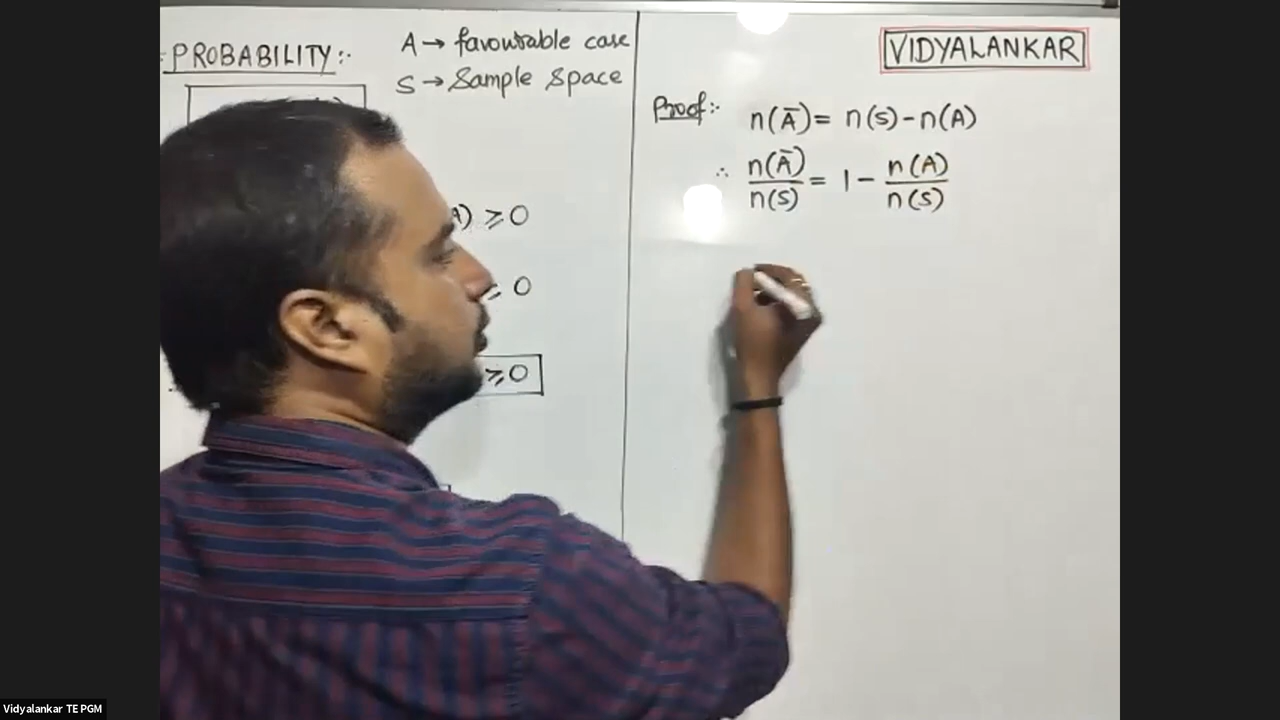 PROBABILITY:-
A → favourable case
S → Sample Space
A) ⩾ 0
⩽ 0
⩾ 0
VIDYALANKAR
Proof:- n(Ā) = n(S) - n(A)
∴ n(Ā)/n(S) = 1 - n(A)/n(S)
Vidyalankar TE PGM